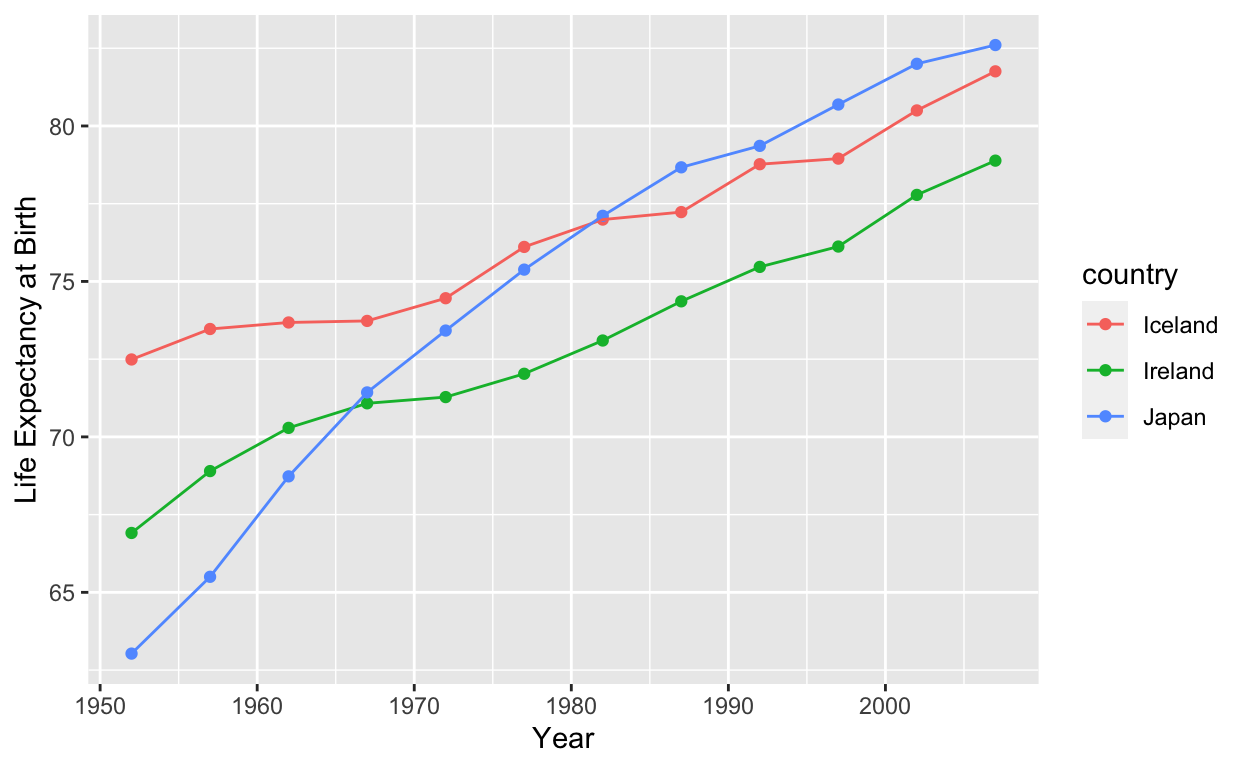 80
75
70
65
Life Expectancy at Birth
1950 1960 1970 1980 1990 2000
Year
country
Iceland
Ireland
Japan